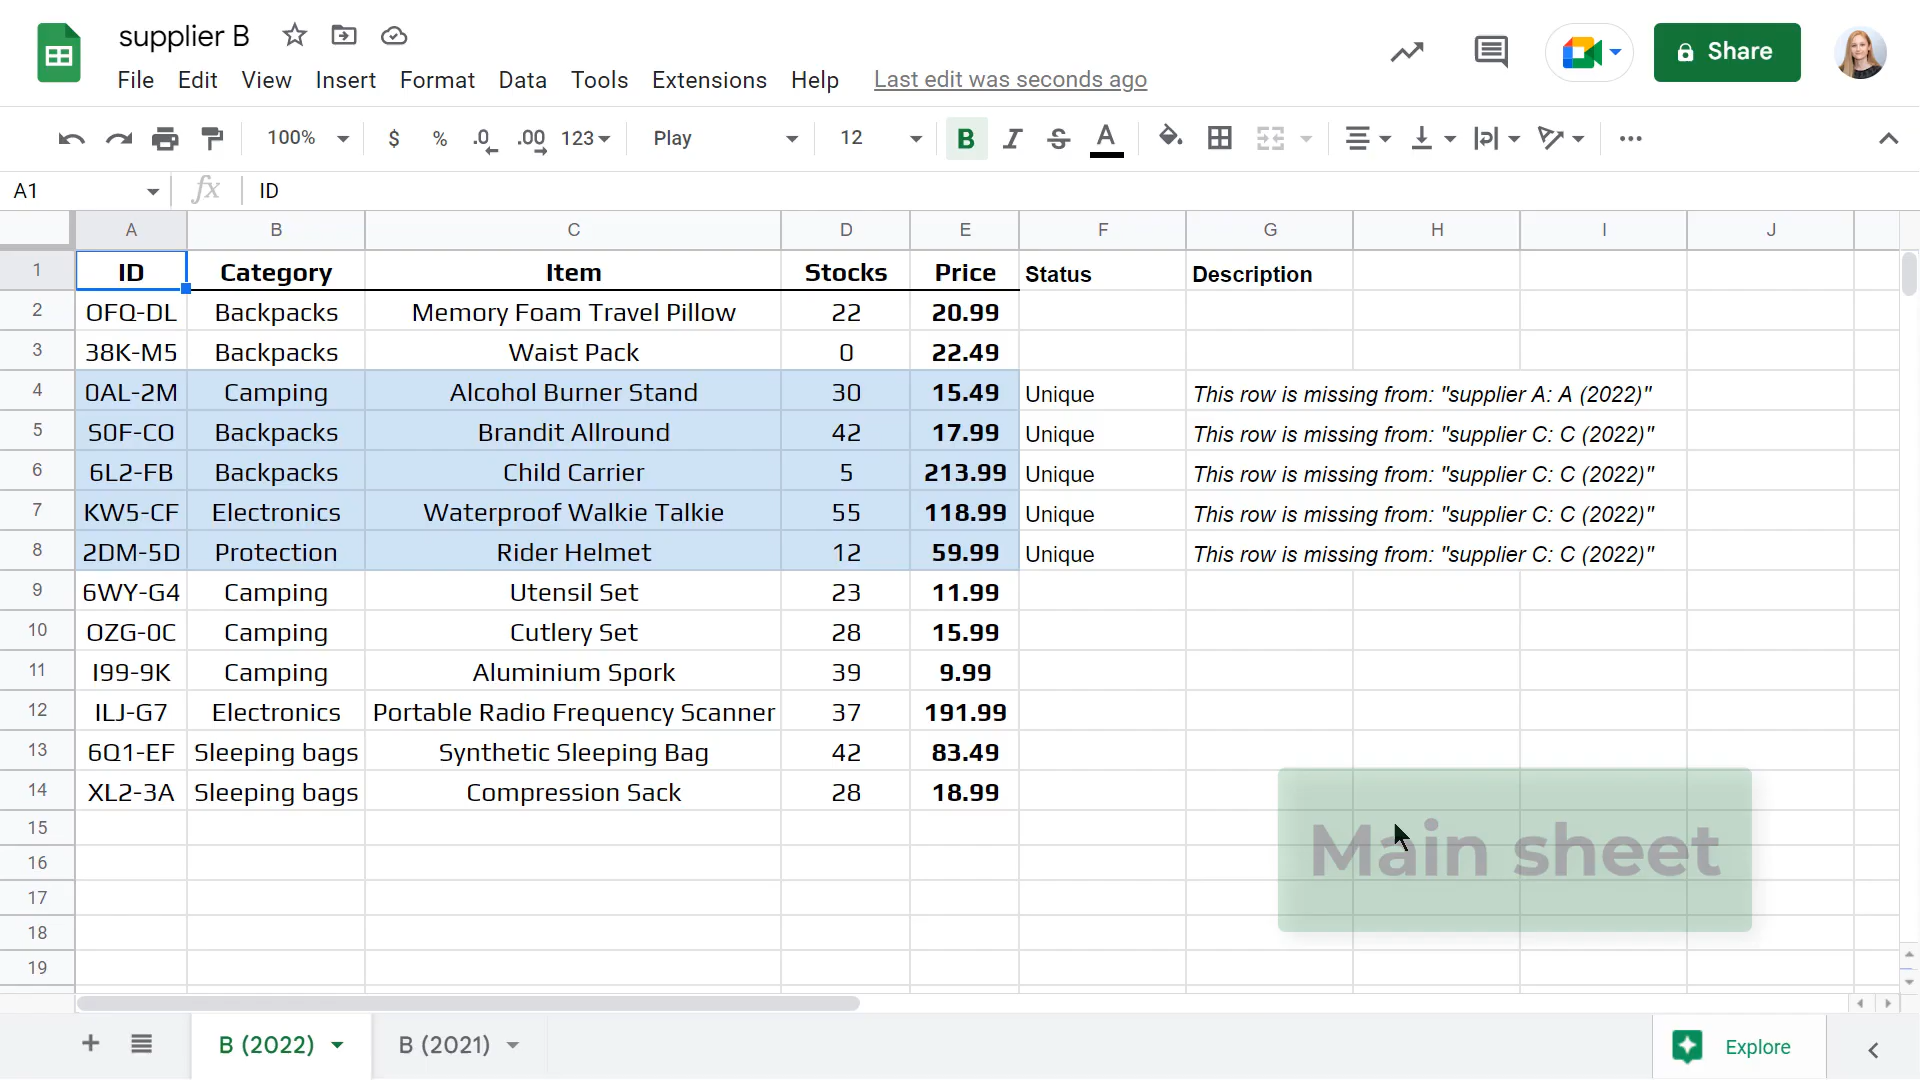 supplier B
File Edit View Insert Format Data Tools Extensions Help Last edit was seconds ago
Share
100% $ % .0 .00 123 Play 12 B I S A
A1 fx ID
A B C D E F G H I J
1 ID Category Item Stocks Price Status Description
2 OFQ-DL Backpacks Memory Foam Travel Pillow 22 20.99
3 38K-M5 Backpacks Waist Pack 0 22.49
4 0AL-2M Camping Alcohol Burner Stand 30 15.49 Unique This row is missing from: "supplier A: A (2022)"
5 S0F-CO Backpacks Brandit Allround 42 17.99 Unique This row is missing from: "supplier C: C (2022)"
6 6L2-FB Backpacks Child Carrier 5 213.99 Unique This row is missing from: "supplier C: C (2022)"
7 KW5-CF Electronics Waterproof Walkie Talkie 55 118.99 Unique This row is missing from: "supplier C: C (2022)"
8 2DM-5D Protection Rider Helmet 12 59.99 Unique This row is missing from: "supplier C: C (2022)"
9 6WY-G4 Camping Utensil Set 23 11.99
10 OZG-0C Camping Cutlery Set 28 15.99
11 I99-9K Camping Aluminium Spork 39 9.99
12 ILJ-G7 Electronics Portable Radio Frequency Scanner 37 191.99
13 6Q1-EF Sleeping bags Synthetic Sleeping Bag 42 83.49
14 XL2-3A Sleeping bags Compression Sack 28 18.99
15
Main sheet
16
17
18
19
B (2022) B (2021) Explore